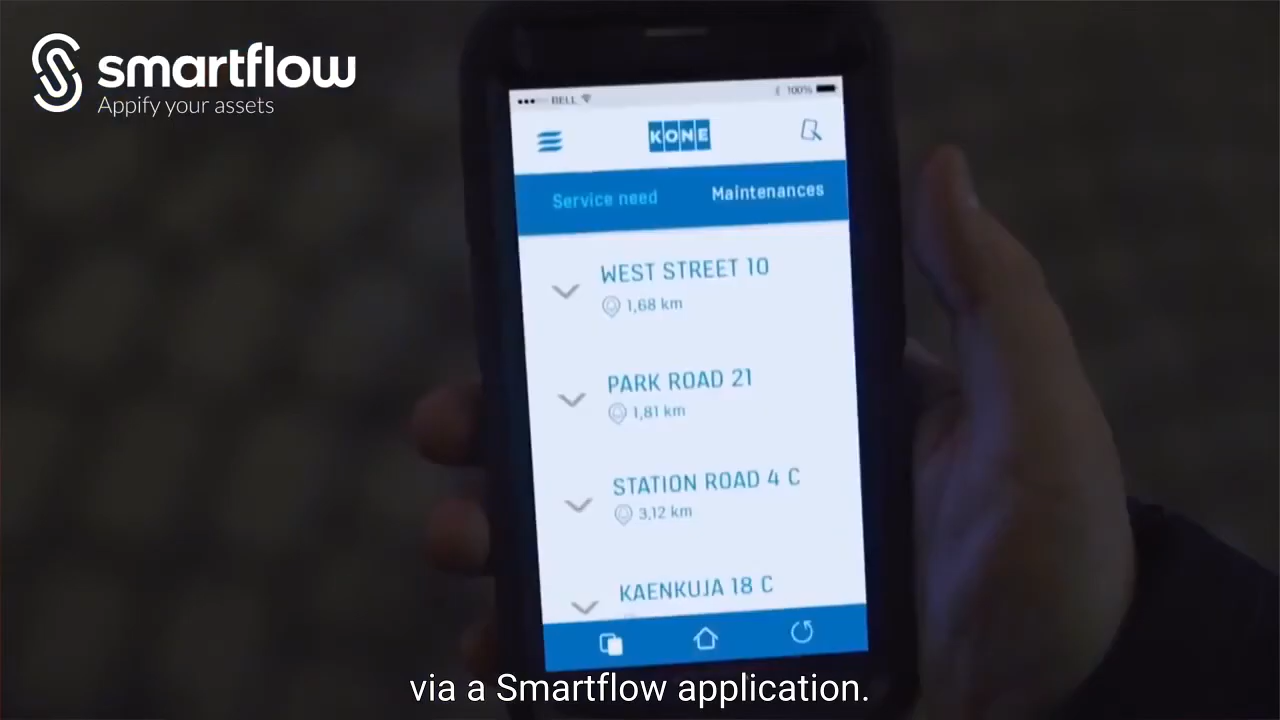 smartflow
Appify your assets
BELL
100%
KONE
Service need
Maintenances
WEST STREET 10
1,68 km
PARK ROAD 21
1,81 km
STATION ROAD 4 C
3,12 km
KAENKUJA 18 C
via a Smartflow application.